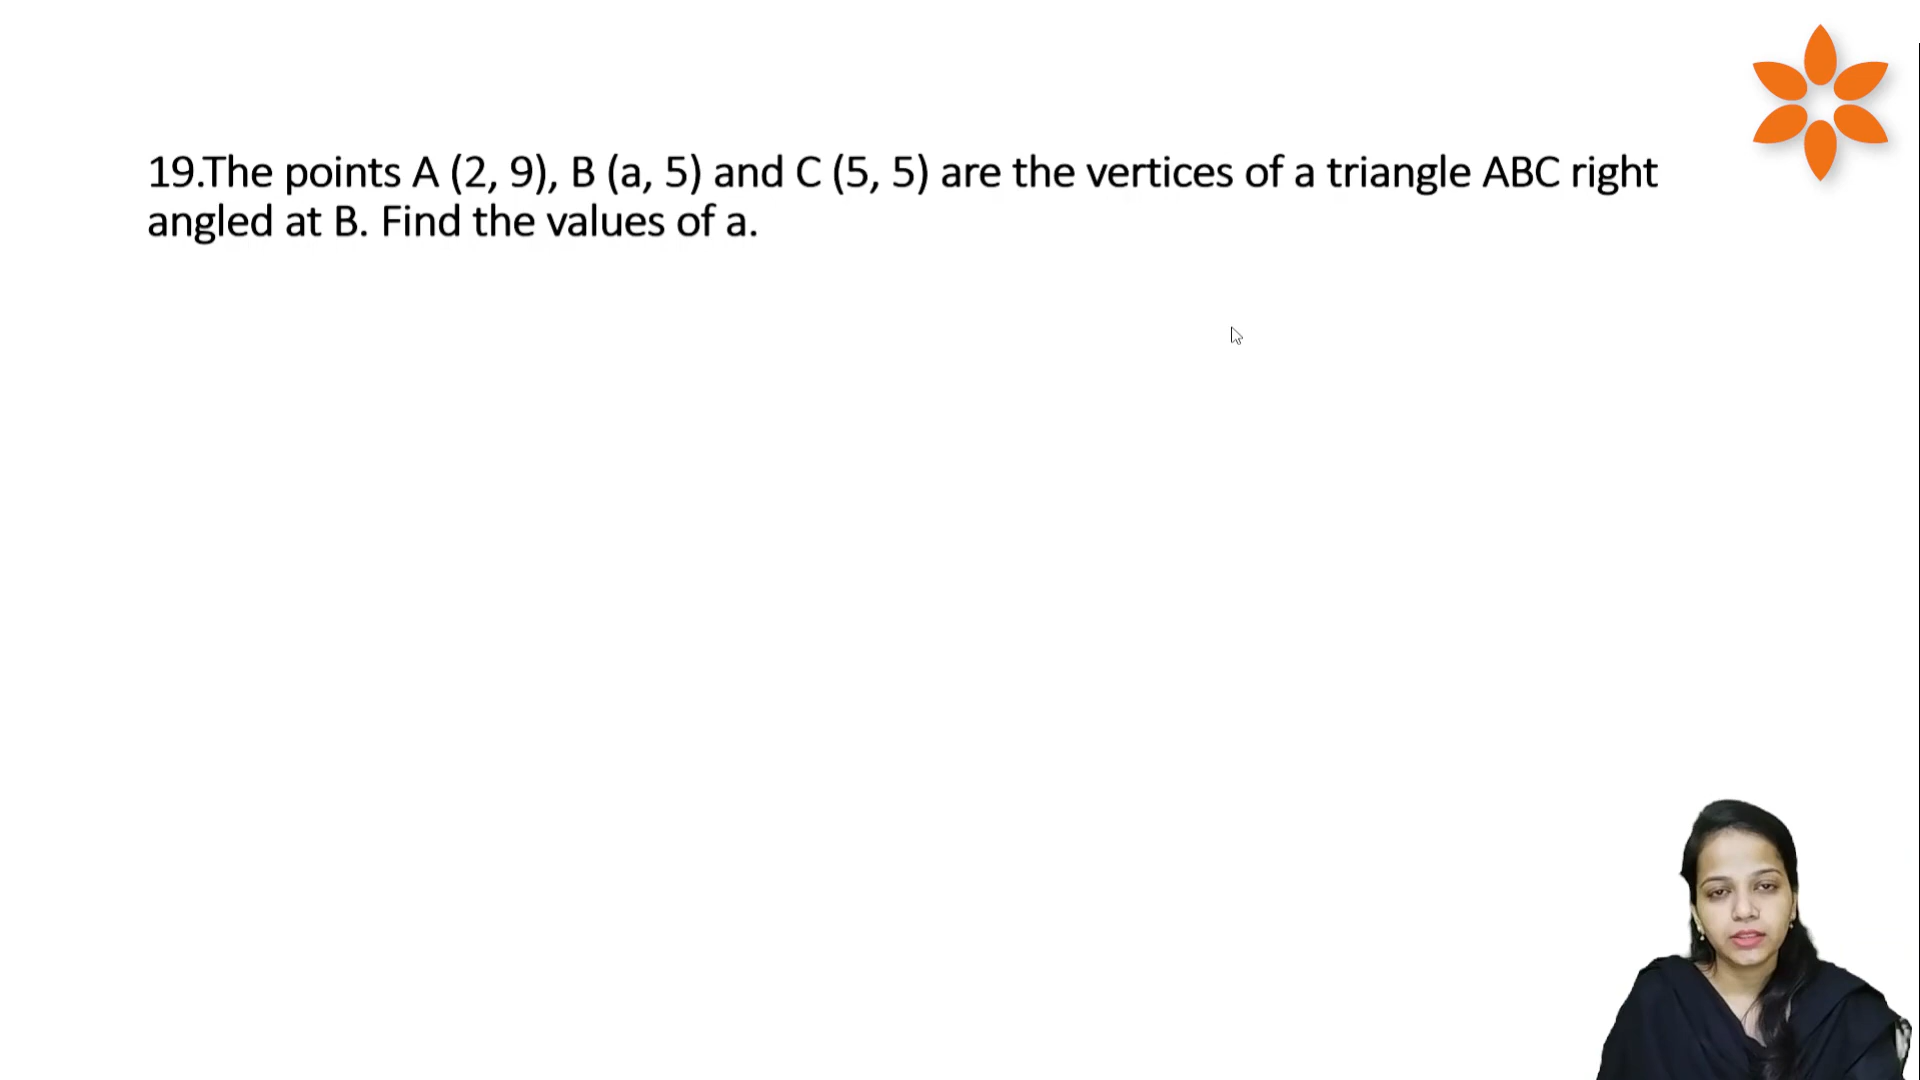 19.The points A (2, 9), B (a, 5) and C (5, 5) are the vertices of a triangle ABC right
angled at B. Find the values of a.